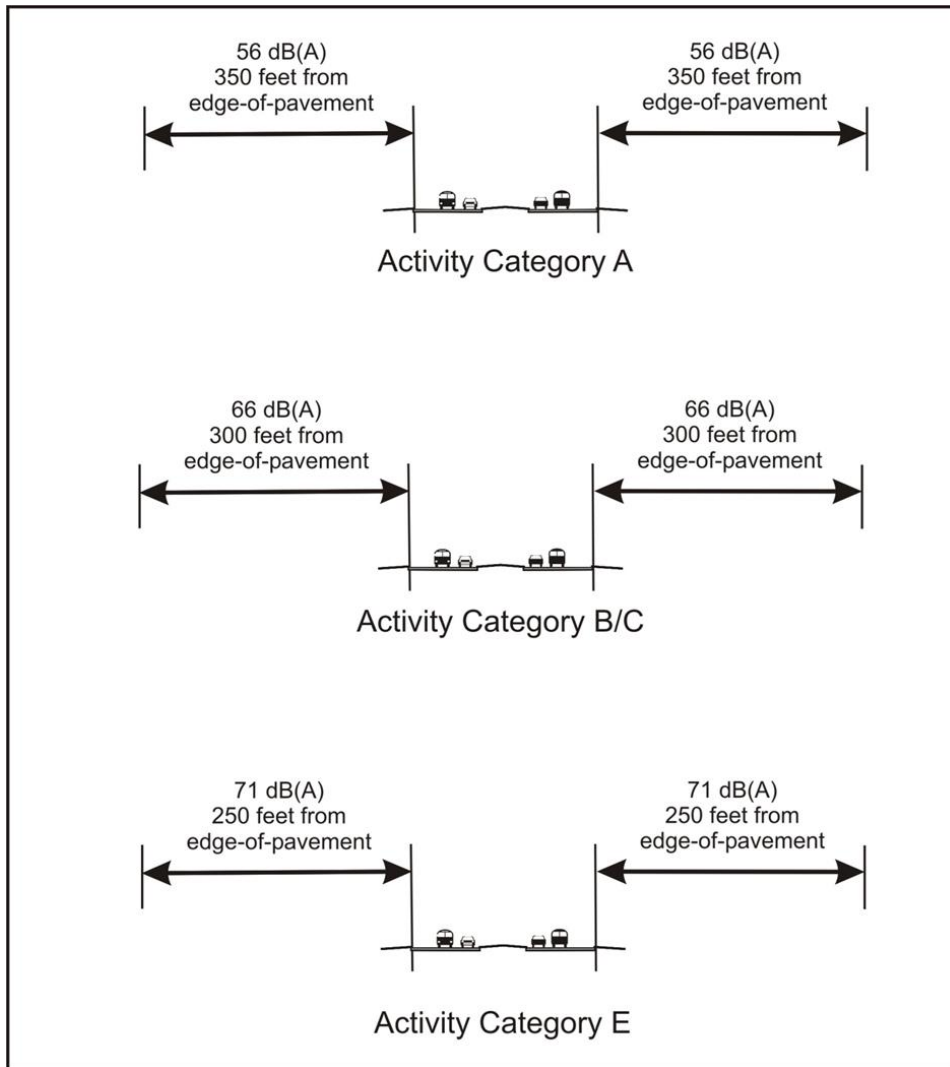 56 dB(A)
350 feet from
edge-of-pavement
56 dB(A)
350 feet from
edge-of-pavement
Activity Category A
66 dB(A)
300 feet from
edge-of-pavement
66 dB(A)
300 feet from
edge-of-pavement
Activity Category B/C
71 dB(A)
250 feet from
edge-of-pavement
71 dB(A)
250 feet from
edge-of-pavement
Activity Category E